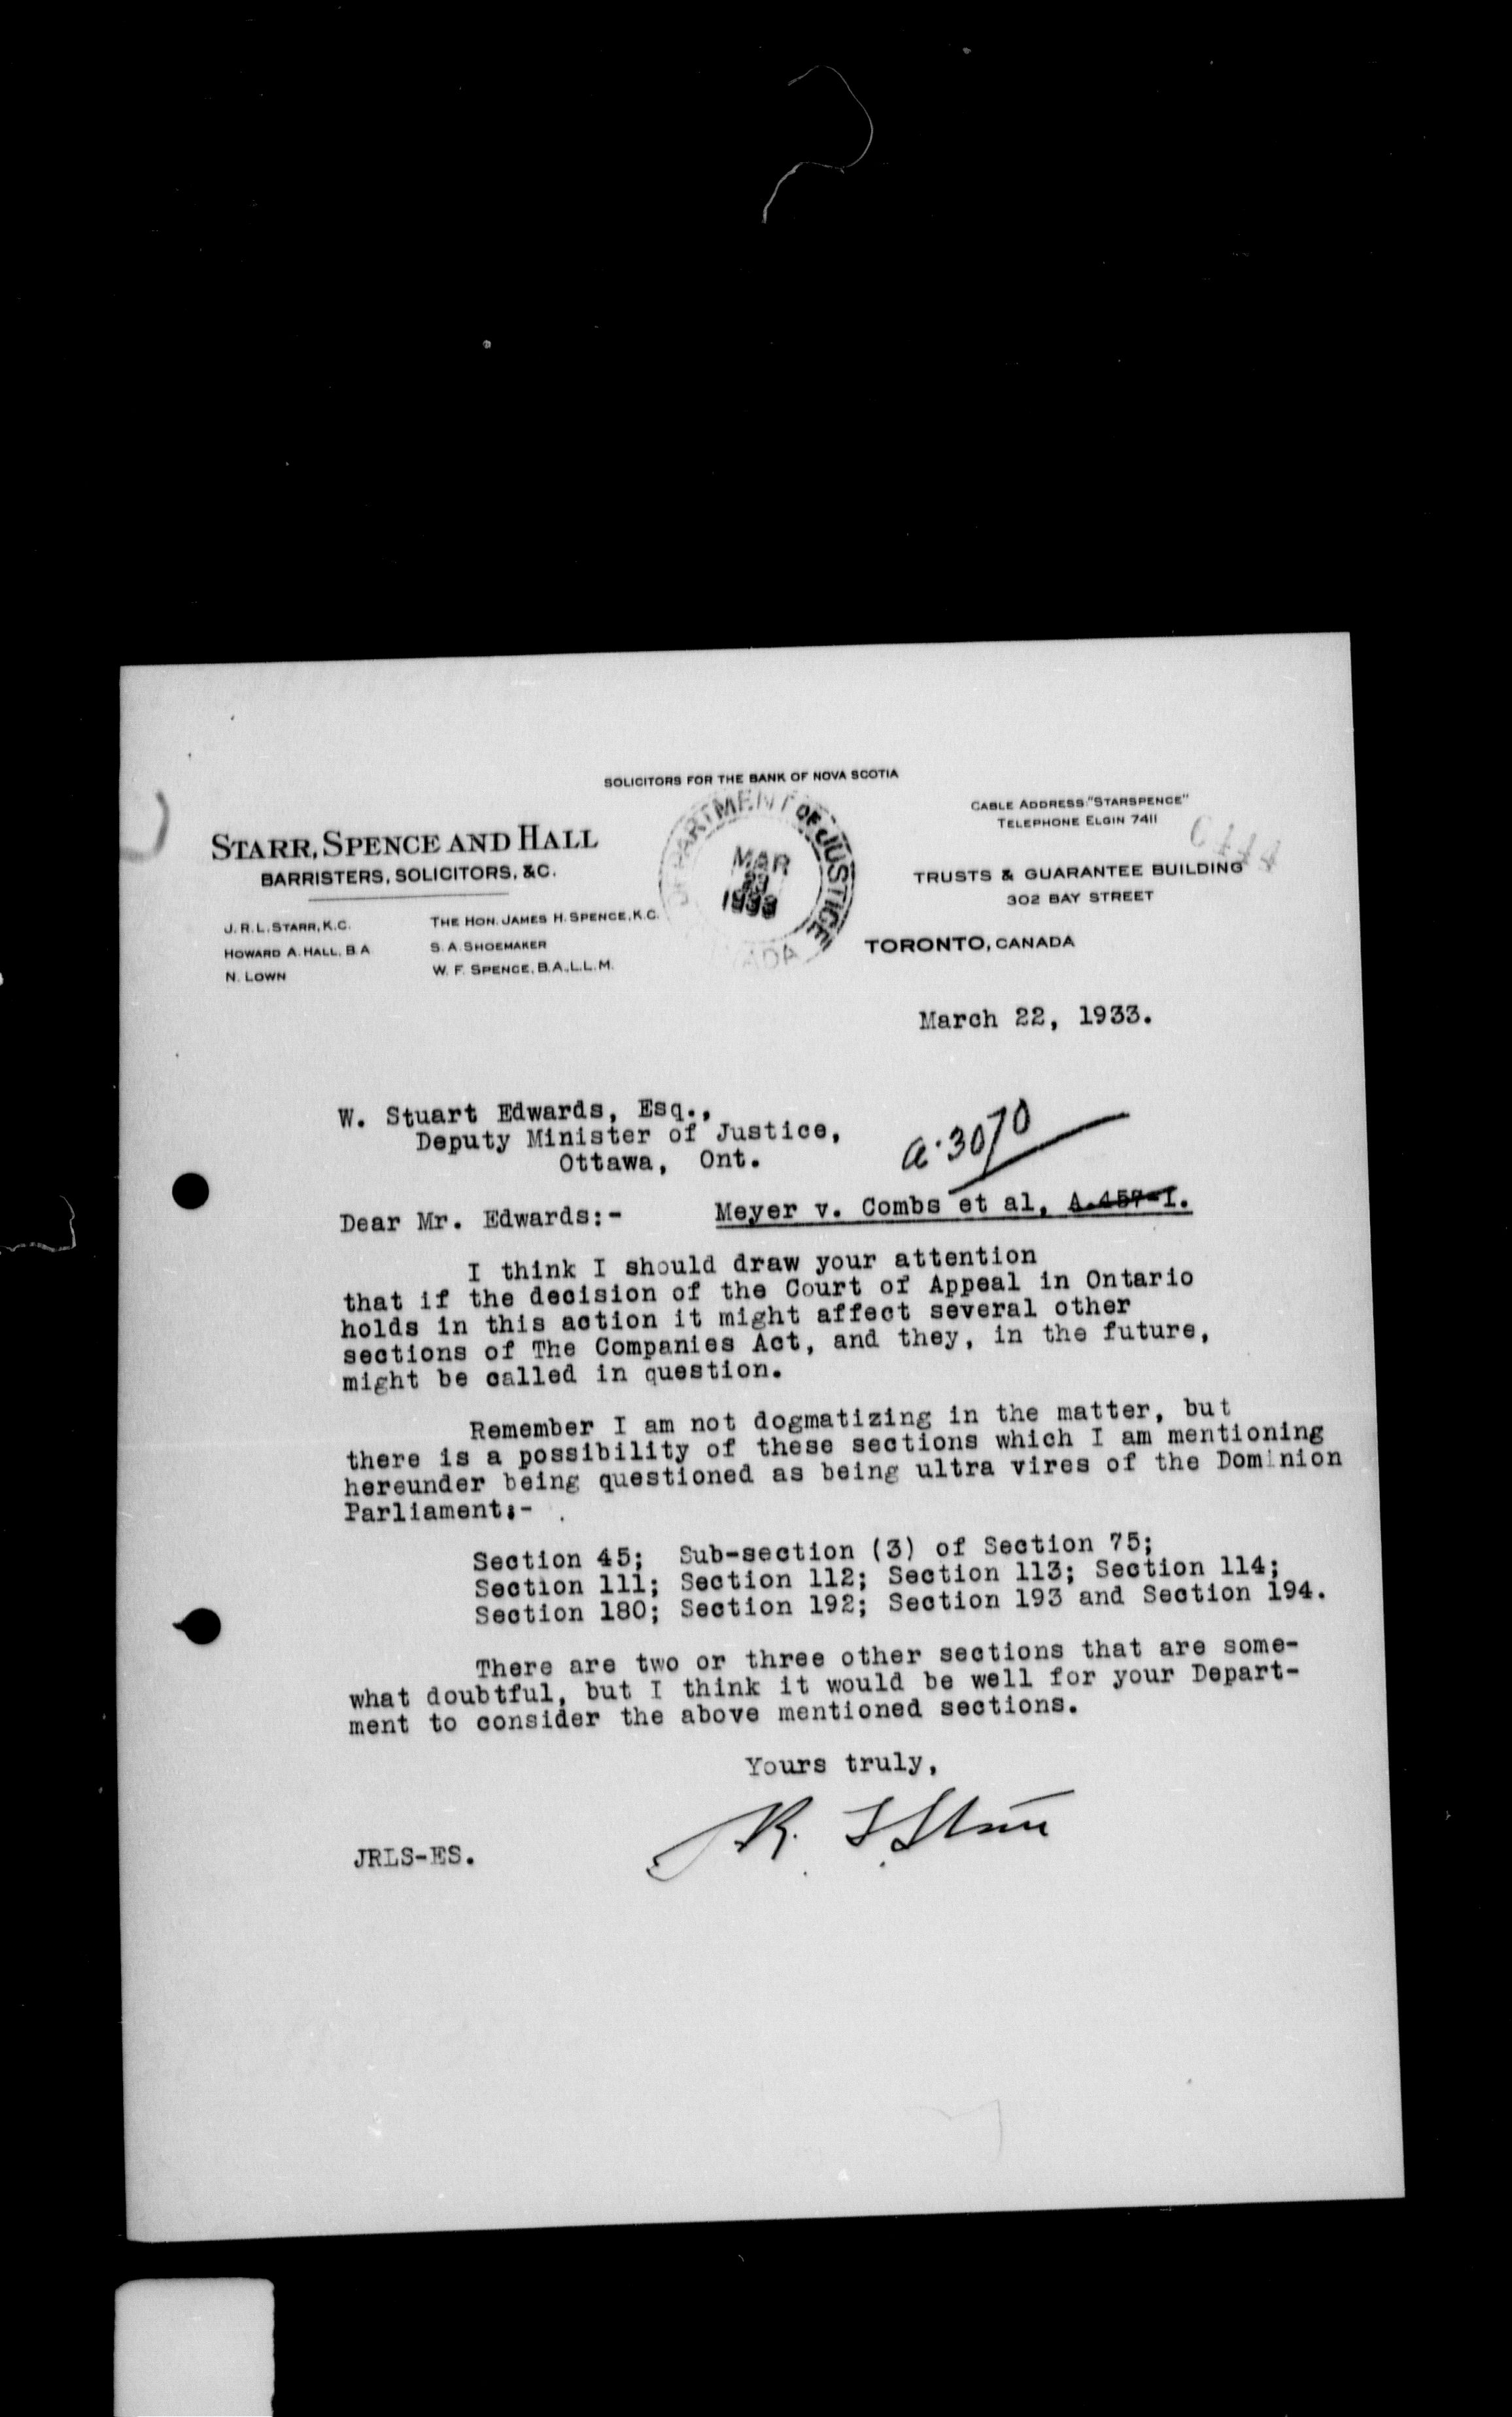 SOLICITORS FOR THE BANK OF NOVA SCOTIA
CABLE ADDRESS "STARSPENCE"
TELEPHONE ELGIN 7411
STARR, SPENCE AND HALL
BARRISTERS, SOLICITORS, &C.
TRUSTS & GUARANTEE BUILDING
302 BAY STREET
TORONTO, CANADA
J. R. L. STARR, K.C.
THE HON. JAMES H. SPENCE, K.C.
HOWARD A. HALL, B.A.
S. A. SHOEMAKER
N. LOWN
W. F. SPENCE, B.A., L.L.M.
DEPARTMENT OF JUSTICE
MAR
23
1933
March 22, 1933.
W. Stuart Edwards, Esq.,
Deputy Minister of Justice,
Ottawa, Ont.
a.3070
Dear Mr. Edwards:-
Meyer v. Combs et al, A.457-I.
I think I should draw your attention
that if the decision of the Court of Appeal in Ontario
holds in this action it might affect several other
sections of The Companies Act, and they, in the future,
might be called in question.
Remember I am not dogmatizing in the matter, but
there is a possibility of these sections which I am mentioning
hereunder being questioned as being ultra vires of the Dominion
Parliament:-
Section 45; Sub-section (3) of Section 75;
Section 111; Section 112; Section 113; Section 114;
Section 180; Section 192; Section 193 and Section 194.
There are two or three other sections that are some-
what doubtful, but I think it would be well for your Depart-
ment to consider the above mentioned sections.
Yours truly,
J R. L Starr
JRLS-ES.